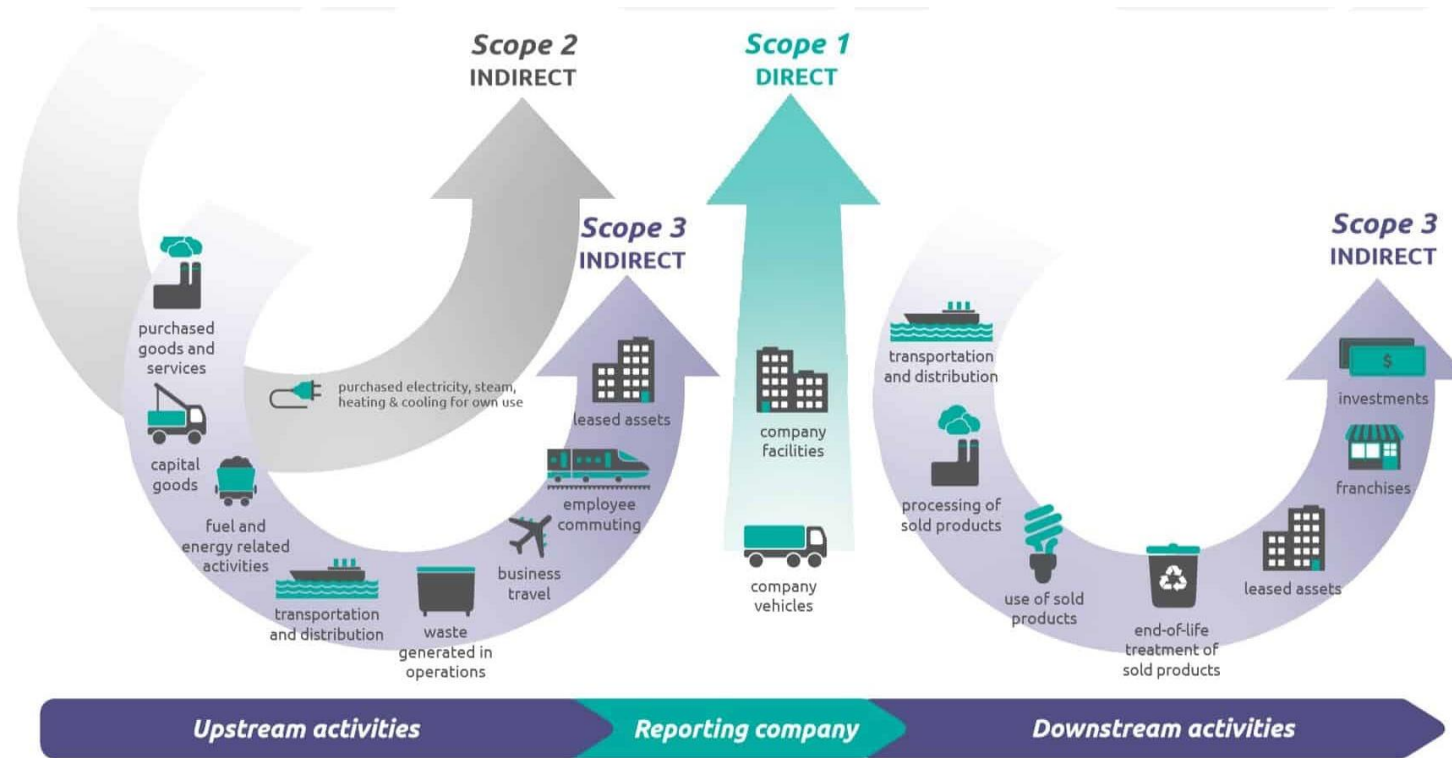 Scope 2
INDIRECT
Scope 1
DIRECT
Scope 3
INDIRECT
Scope 3
INDIRECT
purchased
goods and
services
capital
goods
fuel and
energy related
activities
purchased electricity, steam,
heating & cooling for own use
transportation
and distribution
waste
generated in
operations
business
travel
employee
commuting
leased assets
company
facilities
company
vehicles
transportation
and distribution
processing of
sold products
use of sold
products
end-of-life
treatment of
sold products
leased assets
franchises
$
investments
Upstream activities
Reporting company
Downstream activities